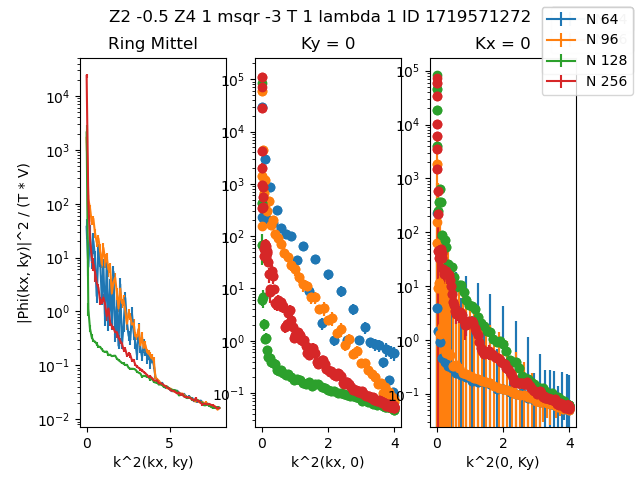 Z2 -0.5 Z4 1 msqr -3 T 1 lambda 1 ID 1719571272
N 64
N 96
N 128
N 256
Ring Mittel
Ky = 0
Kx = 0
|Phi(kx, ky)|^2 / (T * V)
10^4
10^3
10^2
10^1
10^0
10^-1
10^-2
0
5
k^2(kx, ky)
10^5
10^4
10^3
10^2
10^1
10^0
10^-1
0
2
4
k^2(kx, 0)
10^5
10^4
10^3
10^2
10^1
10^0
10^-1
0
2
4
k^2(0, Ky)